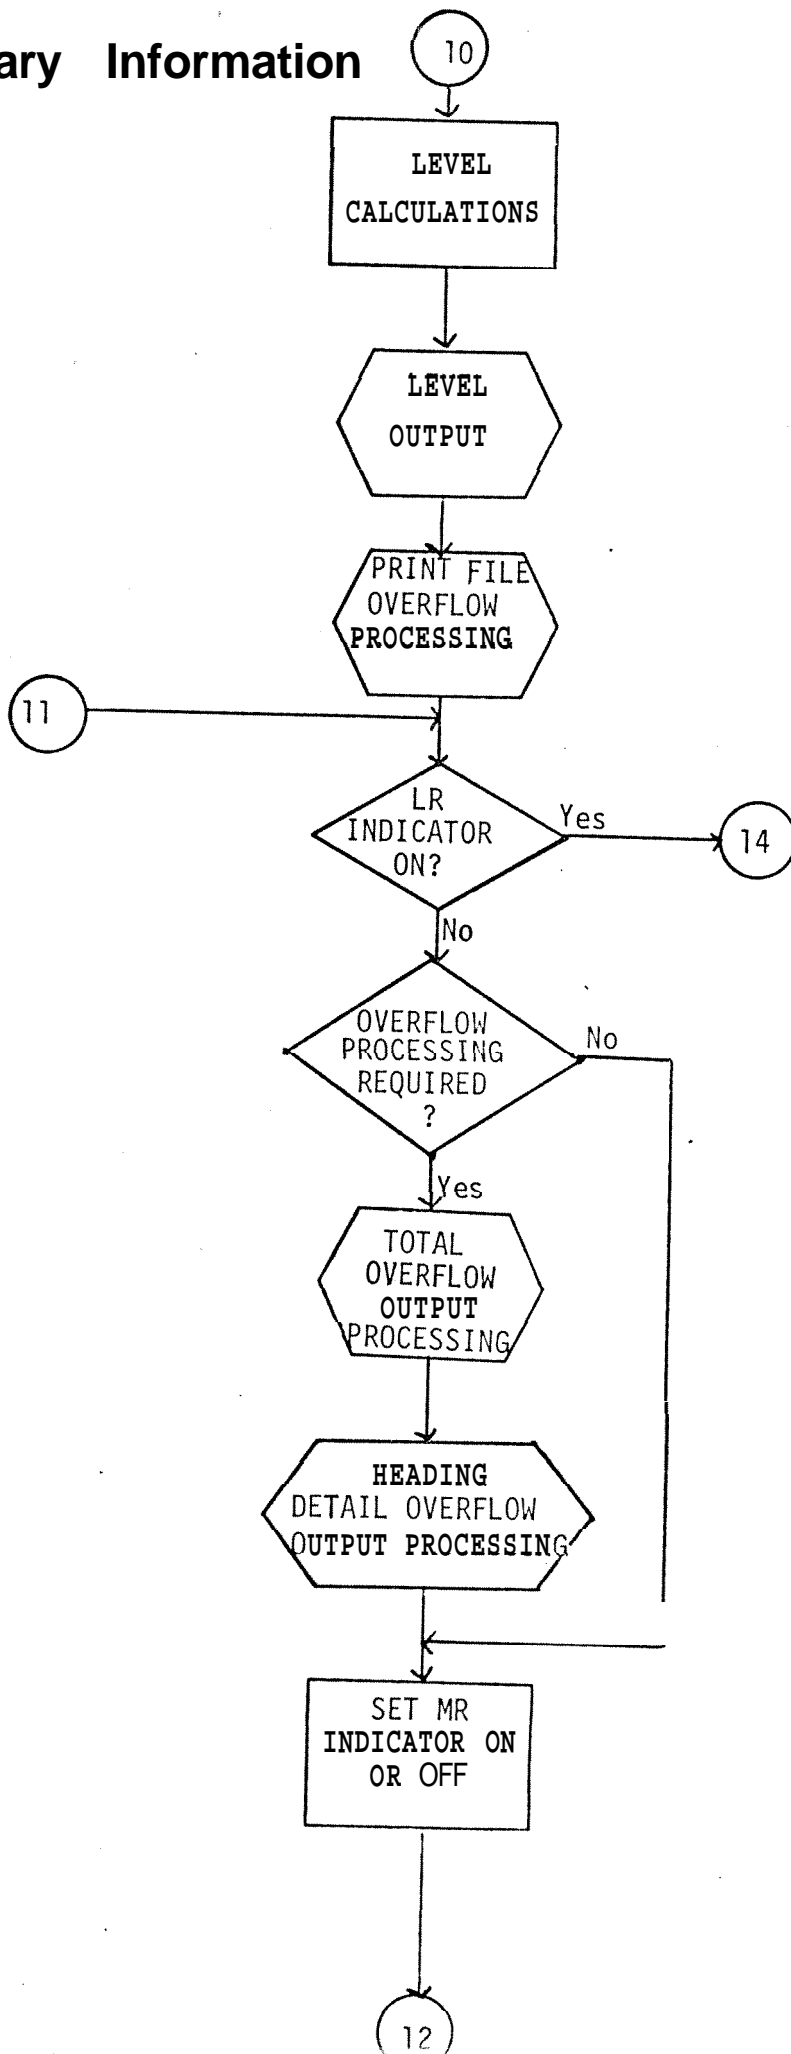 ary Information
10
LEVEL
CALCULATIONS
LEVEL
OUTPUT
PRINT FILE
OVERFLOW
PROCESSING
11
LR
INDICATOR
ON?
Yes
14
No
OVERFLOW
PROCESSING
REQUIRED
?
No
Yes
TOTAL
OVERFLOW
OUTPUT
PROCESSING
HEADING
DETAIL OVERFLOW
OUTPUT PROCESSING
SET MR
INDICATOR ON
OR OFF
12